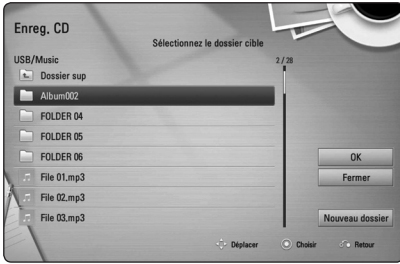 Enreg. CD
Sélectionnez le dossier cible
USB/Music
2 / 28
Dossier sup
Album002
FOLDER 04
FOLDER 05
FOLDER 06
File 01.mp3
File 02.mp3
File 03.mp3
OK
Fermer
Nouveau dossier
Déplacer
Choisir
Retour